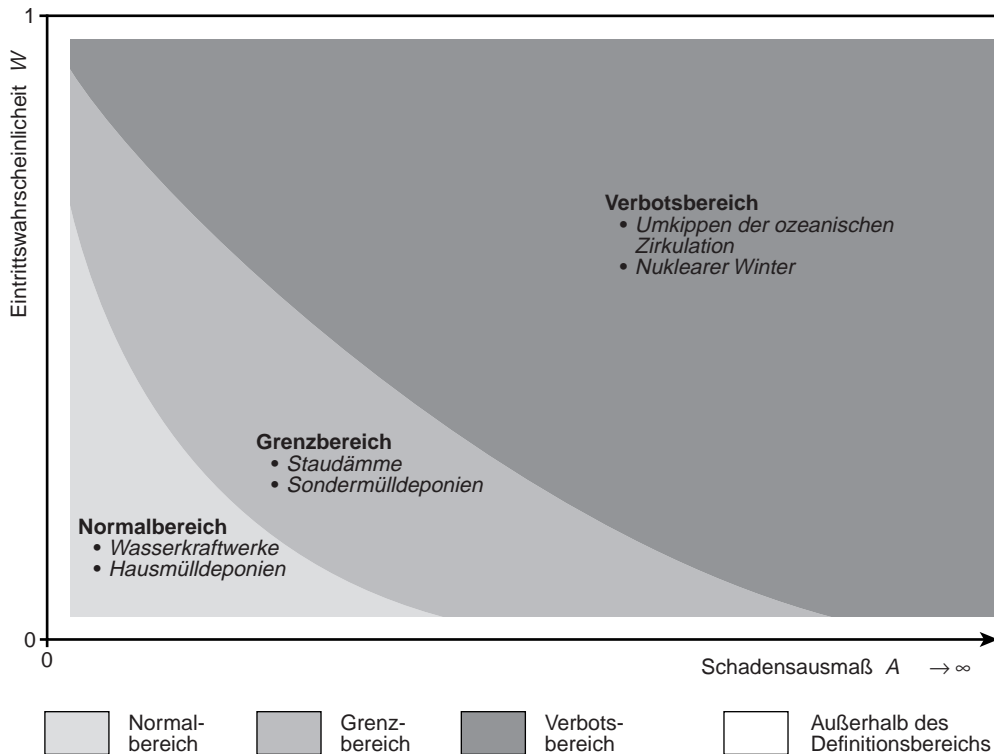 1
Eintrittswahrscheinlicheit W
Verbotsbereich
• Umkippen der ozeanischen
Zirkulation
• Nuklearer Winter
Grenzbereich
• Staudämme
• Sondermülldeponien
Normalbereich
• Wasserkraftwerke
• Hausmülldeponien
0
0
Schadensausmaß A → ∞
Normal-
bereich
Grenz-
bereich
Verbots-
bereich
Außerhalb des
Definitionsbereichs